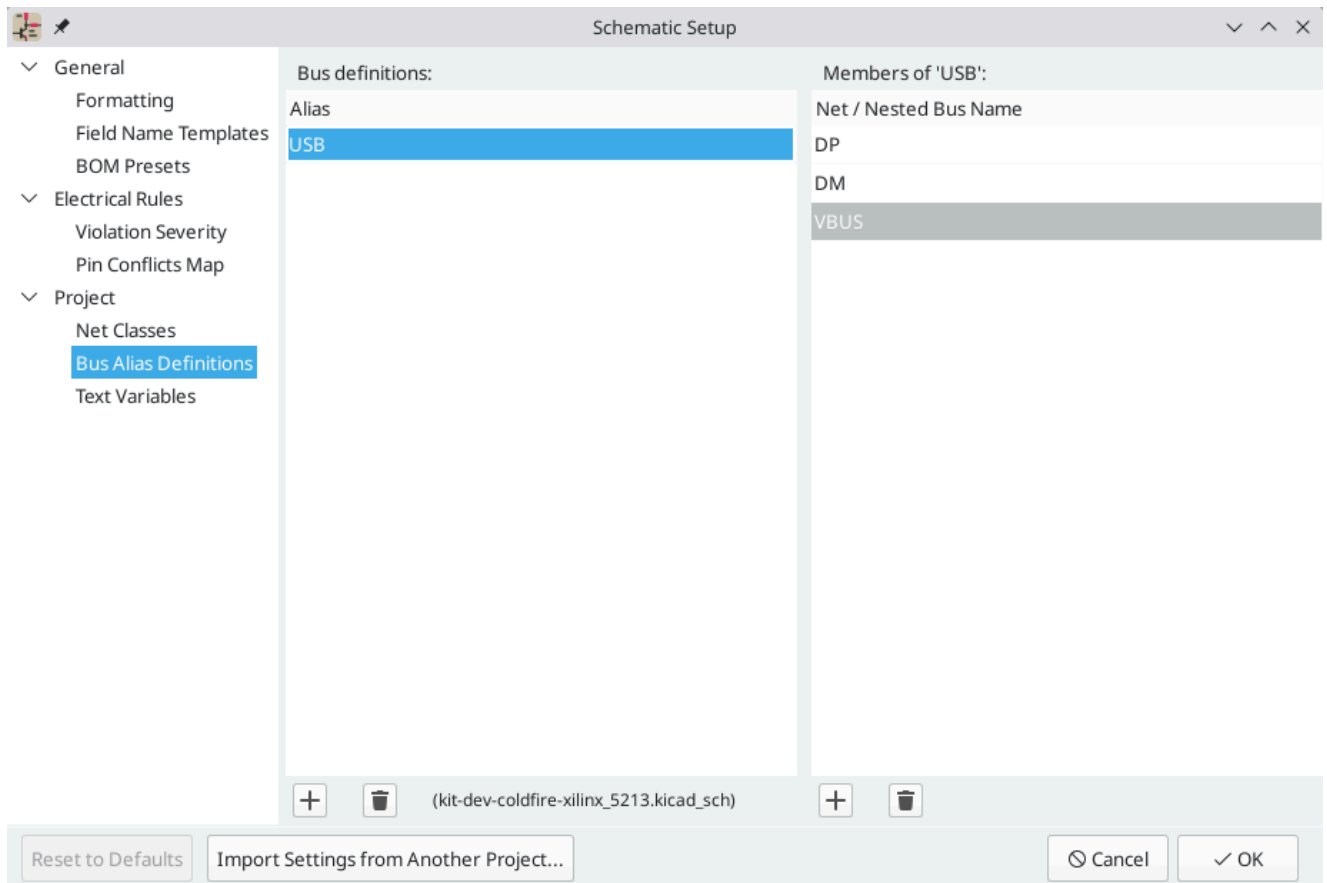 Schematic Setup
General
Formatting
Field Name Templates
BOM Presets
Electrical Rules
Violation Severity
Pin Conflicts Map
Project
Net Classes
Bus Alias Definitions
Text Variables
Bus definitions:
Alias
USB
(kit-dev-coldfire-xilinx_5213.kicad_sch)
Members of 'USB':
Net / Nested Bus Name
DP
DM
VBUS
Reset to Defaults
Import Settings from Another Project...
Cancel
OK